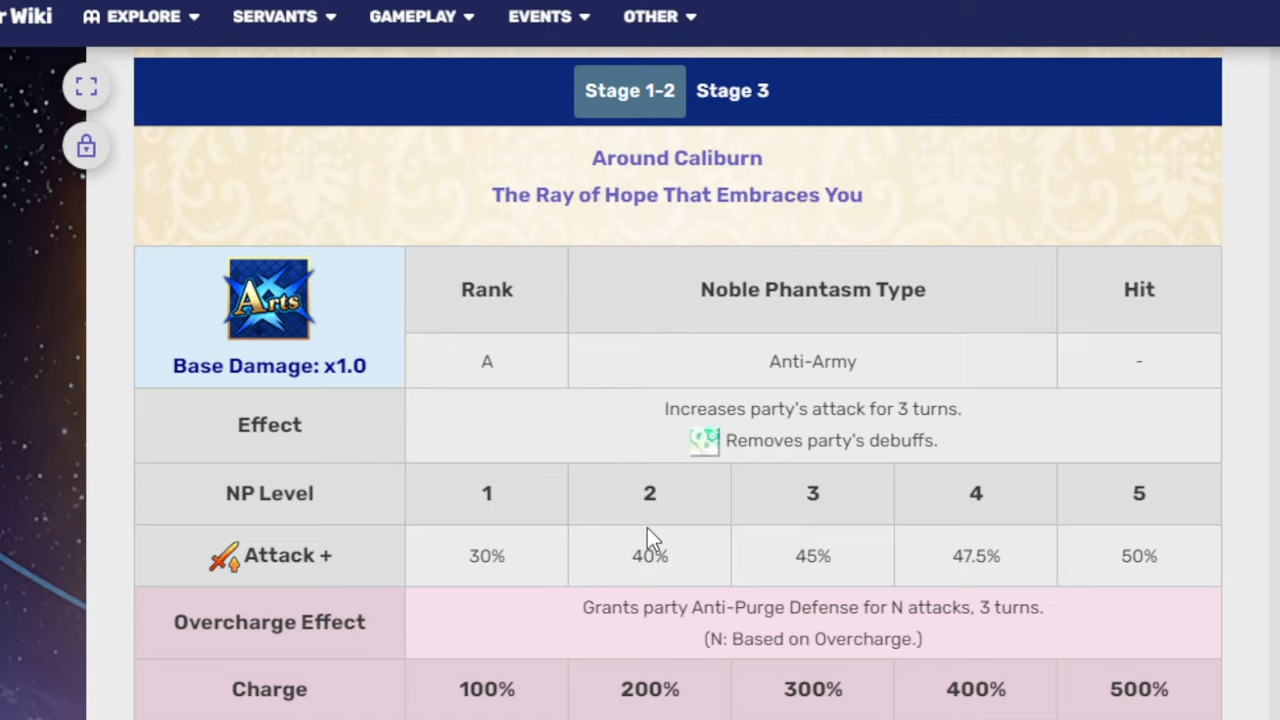 r Wiki EXPLORE SERVANTS GAMEPLAY EVENTS OTHER
Stage 1-2 Stage 3
Around Caliburn
The Ray of Hope That Embraces You
Arts
Base Damage: x1.0
Rank Noble Phantasm Type Hit
A Anti-Army -
Effect
Increases party's attack for 3 turns.
Removes party's debuffs.
NP Level 1 2 3 4 5
Attack + 30% 40% 45% 47.5% 50%
Overcharge Effect
Grants party Anti-Purge Defense for N attacks, 3 turns.
(N: Based on Overcharge.)
Charge 100% 200% 300% 400% 500%